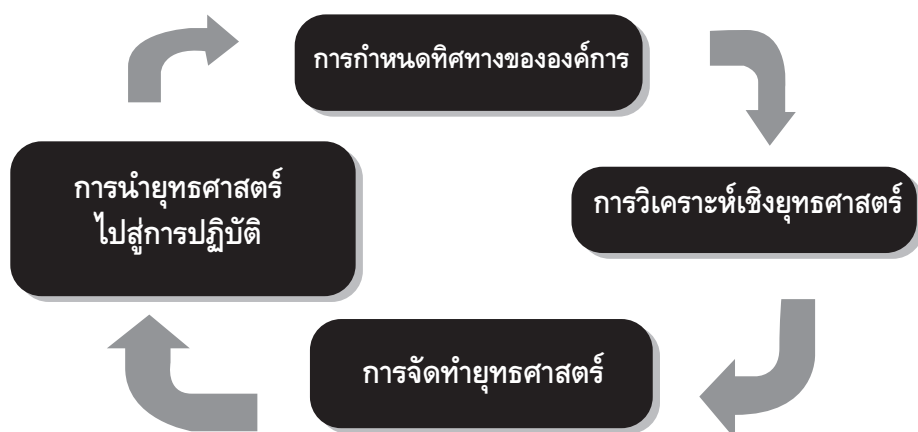 การกำหนดทิศทางขององค์การ
การวิเคราะห์เชิงยุทธศาสตร์
การจัดทำยุทธศาสตร์
การนำยุทธศาสตร์
ไปสู่การปฏิบัติ